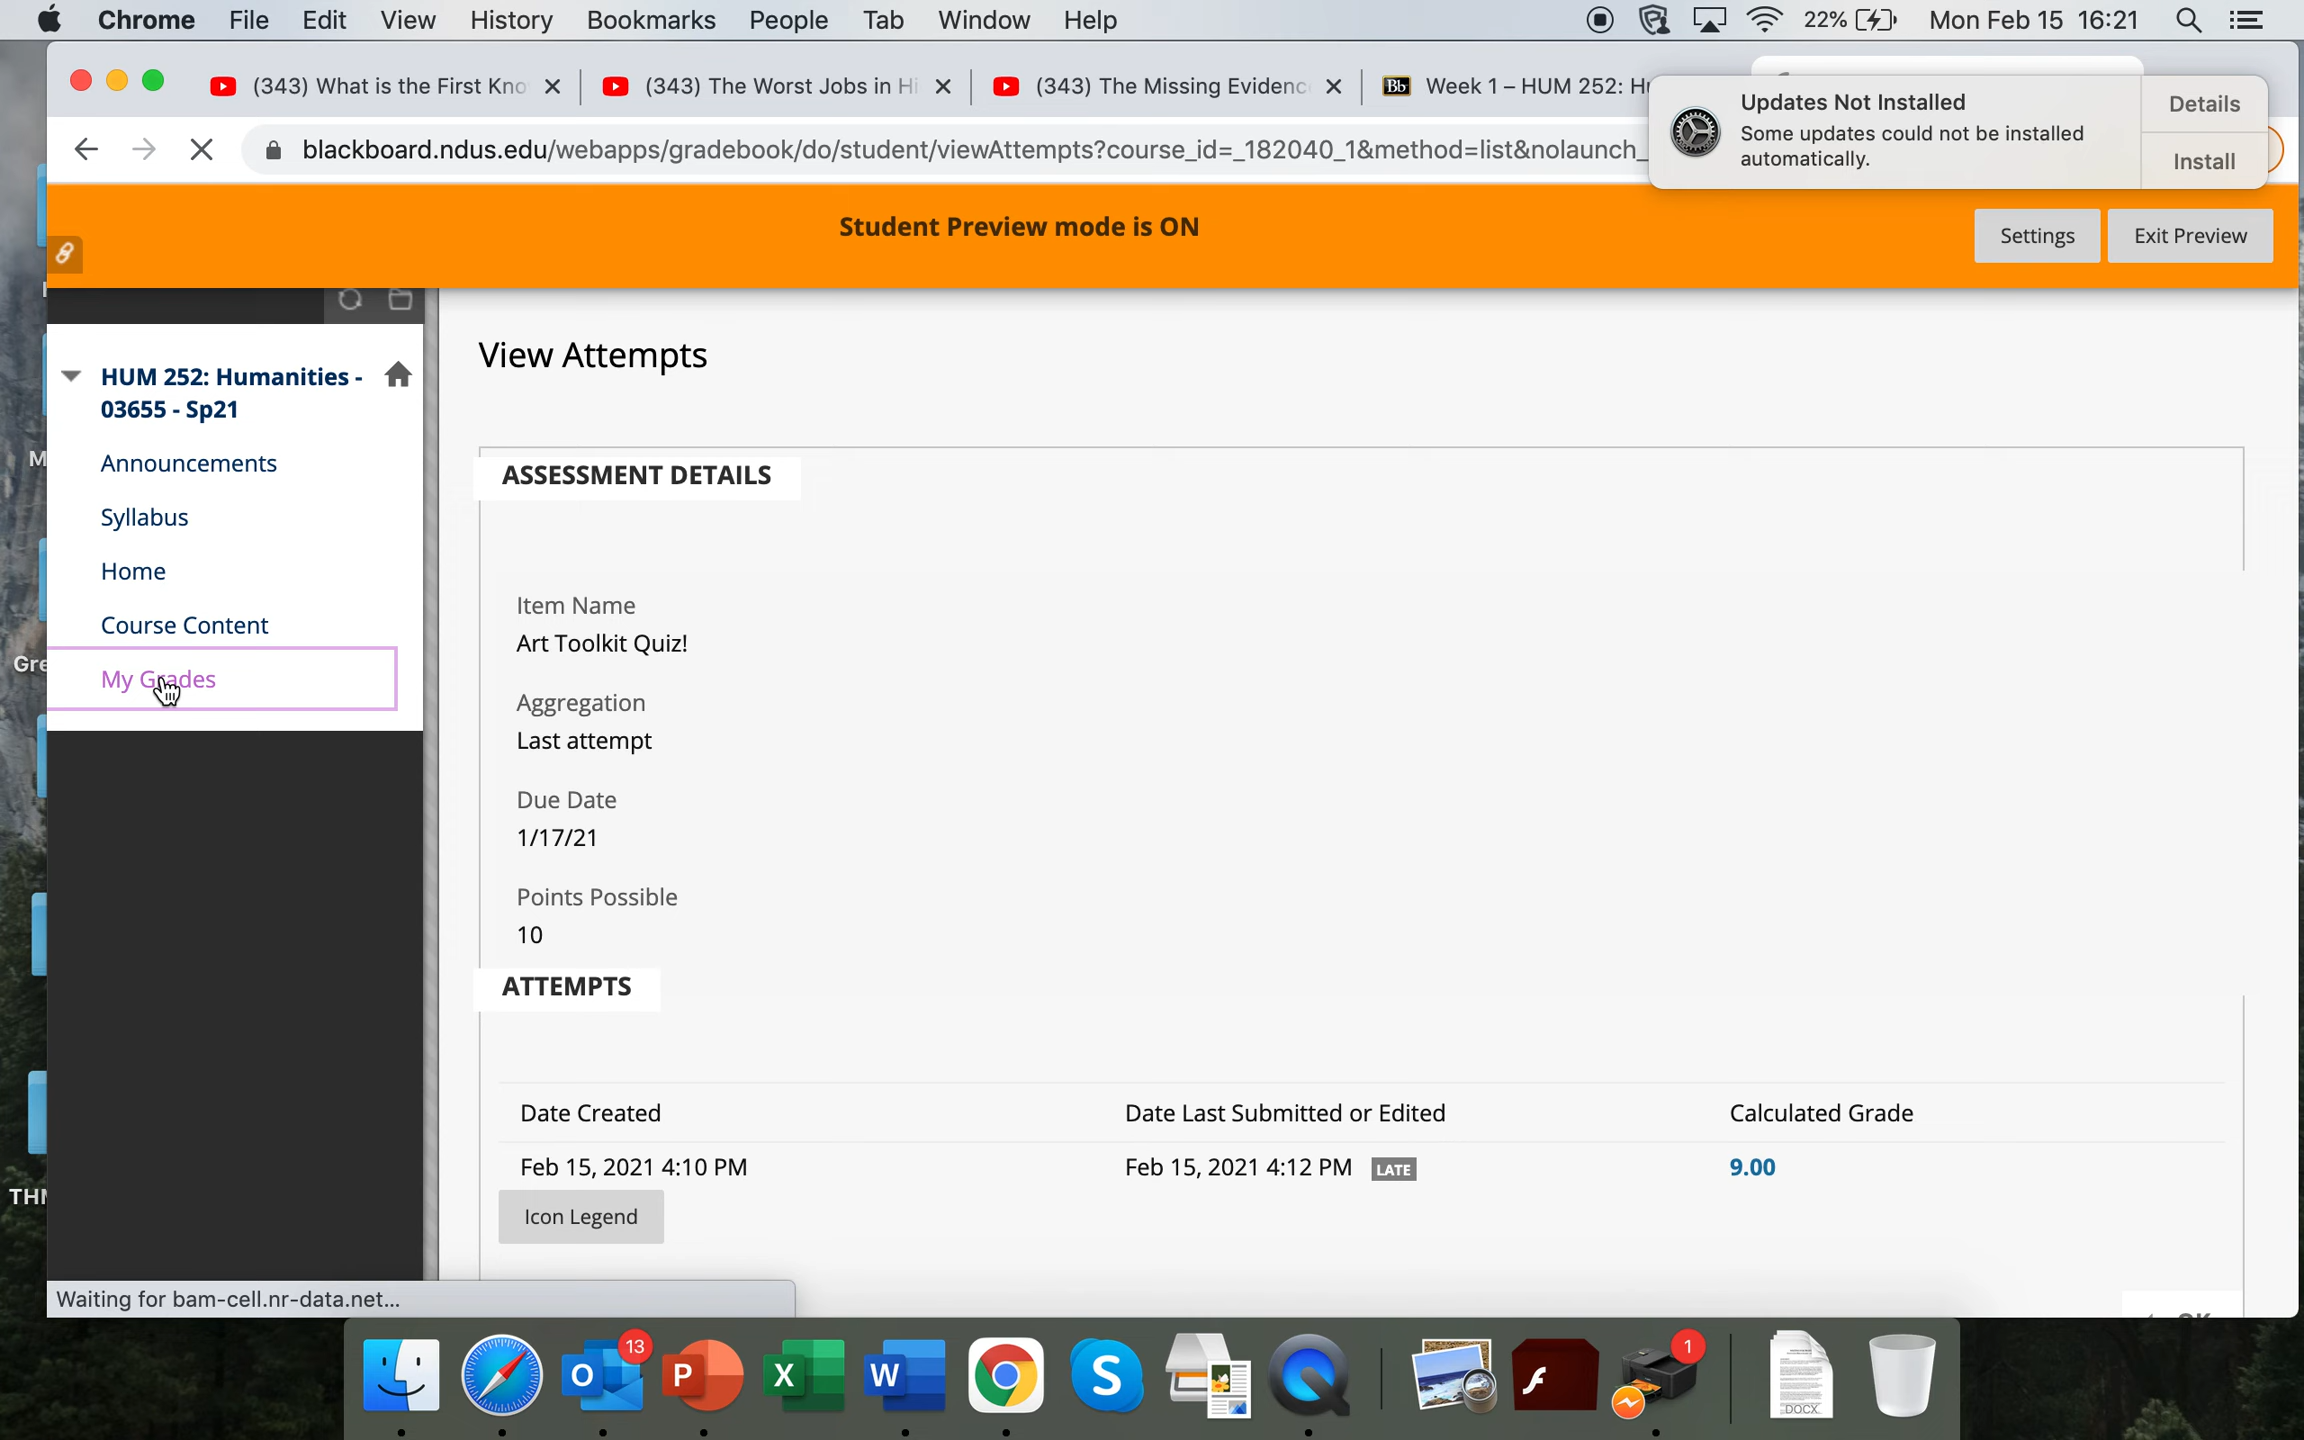 Chrome File Edit View History Bookmarks People Tab Window Help 22% Mon Feb 15 16:21
(343) What is the First Kno (343) The Worst Jobs in Hi (343) The Missing Evidenc Bb Week 1 – HUM 252: Hu
Updates Not Installed
Some updates could not be installed
automatically.
Details
Install
blackboard.ndus.edu/webapps/gradebook/do/student/viewAttempts?course_id=_182040_1&method=list&nolaunch_
Student Preview mode is ON
Settings
Exit Preview
HUM 252: Humanities -
03655 - Sp21
Announcements
Syllabus
Home
Course Content
My Grades
View Attempts
ASSESSMENT DETAILS
Item Name
Art Toolkit Quiz!
Aggregation
Last attempt
Due Date
1/17/21
Points Possible
10
ATTEMPTS
Date Created Date Last Submitted or Edited Calculated Grade
Feb 15, 2021 4:10 PM Feb 15, 2021 4:12 PM LATE 9.00
Icon Legend
Waiting for bam-cell.nr-data.net...
M
Gre
THM
13
1
DOCX